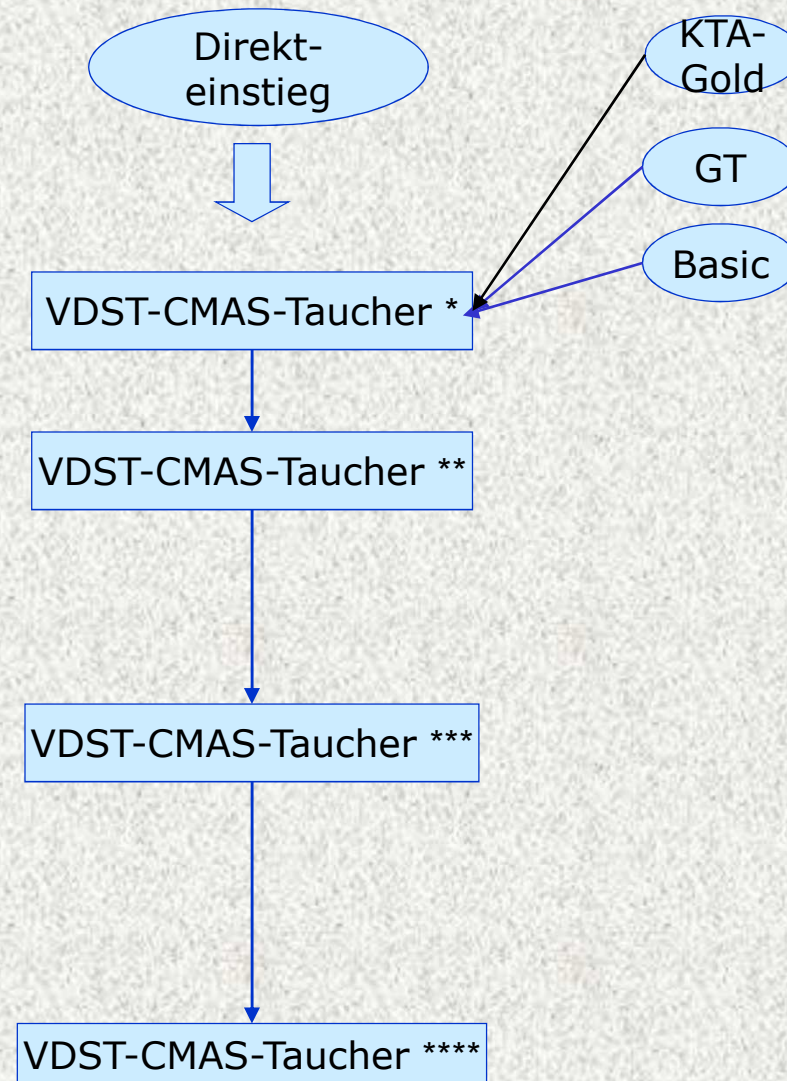 Direkt-
einstieg
KTA-
Gold
GT
Basic
VDST-CMAS-Taucher *
VDST-CMAS-Taucher **
VDST-CMAS-Taucher ***
VDST-CMAS-Taucher ****